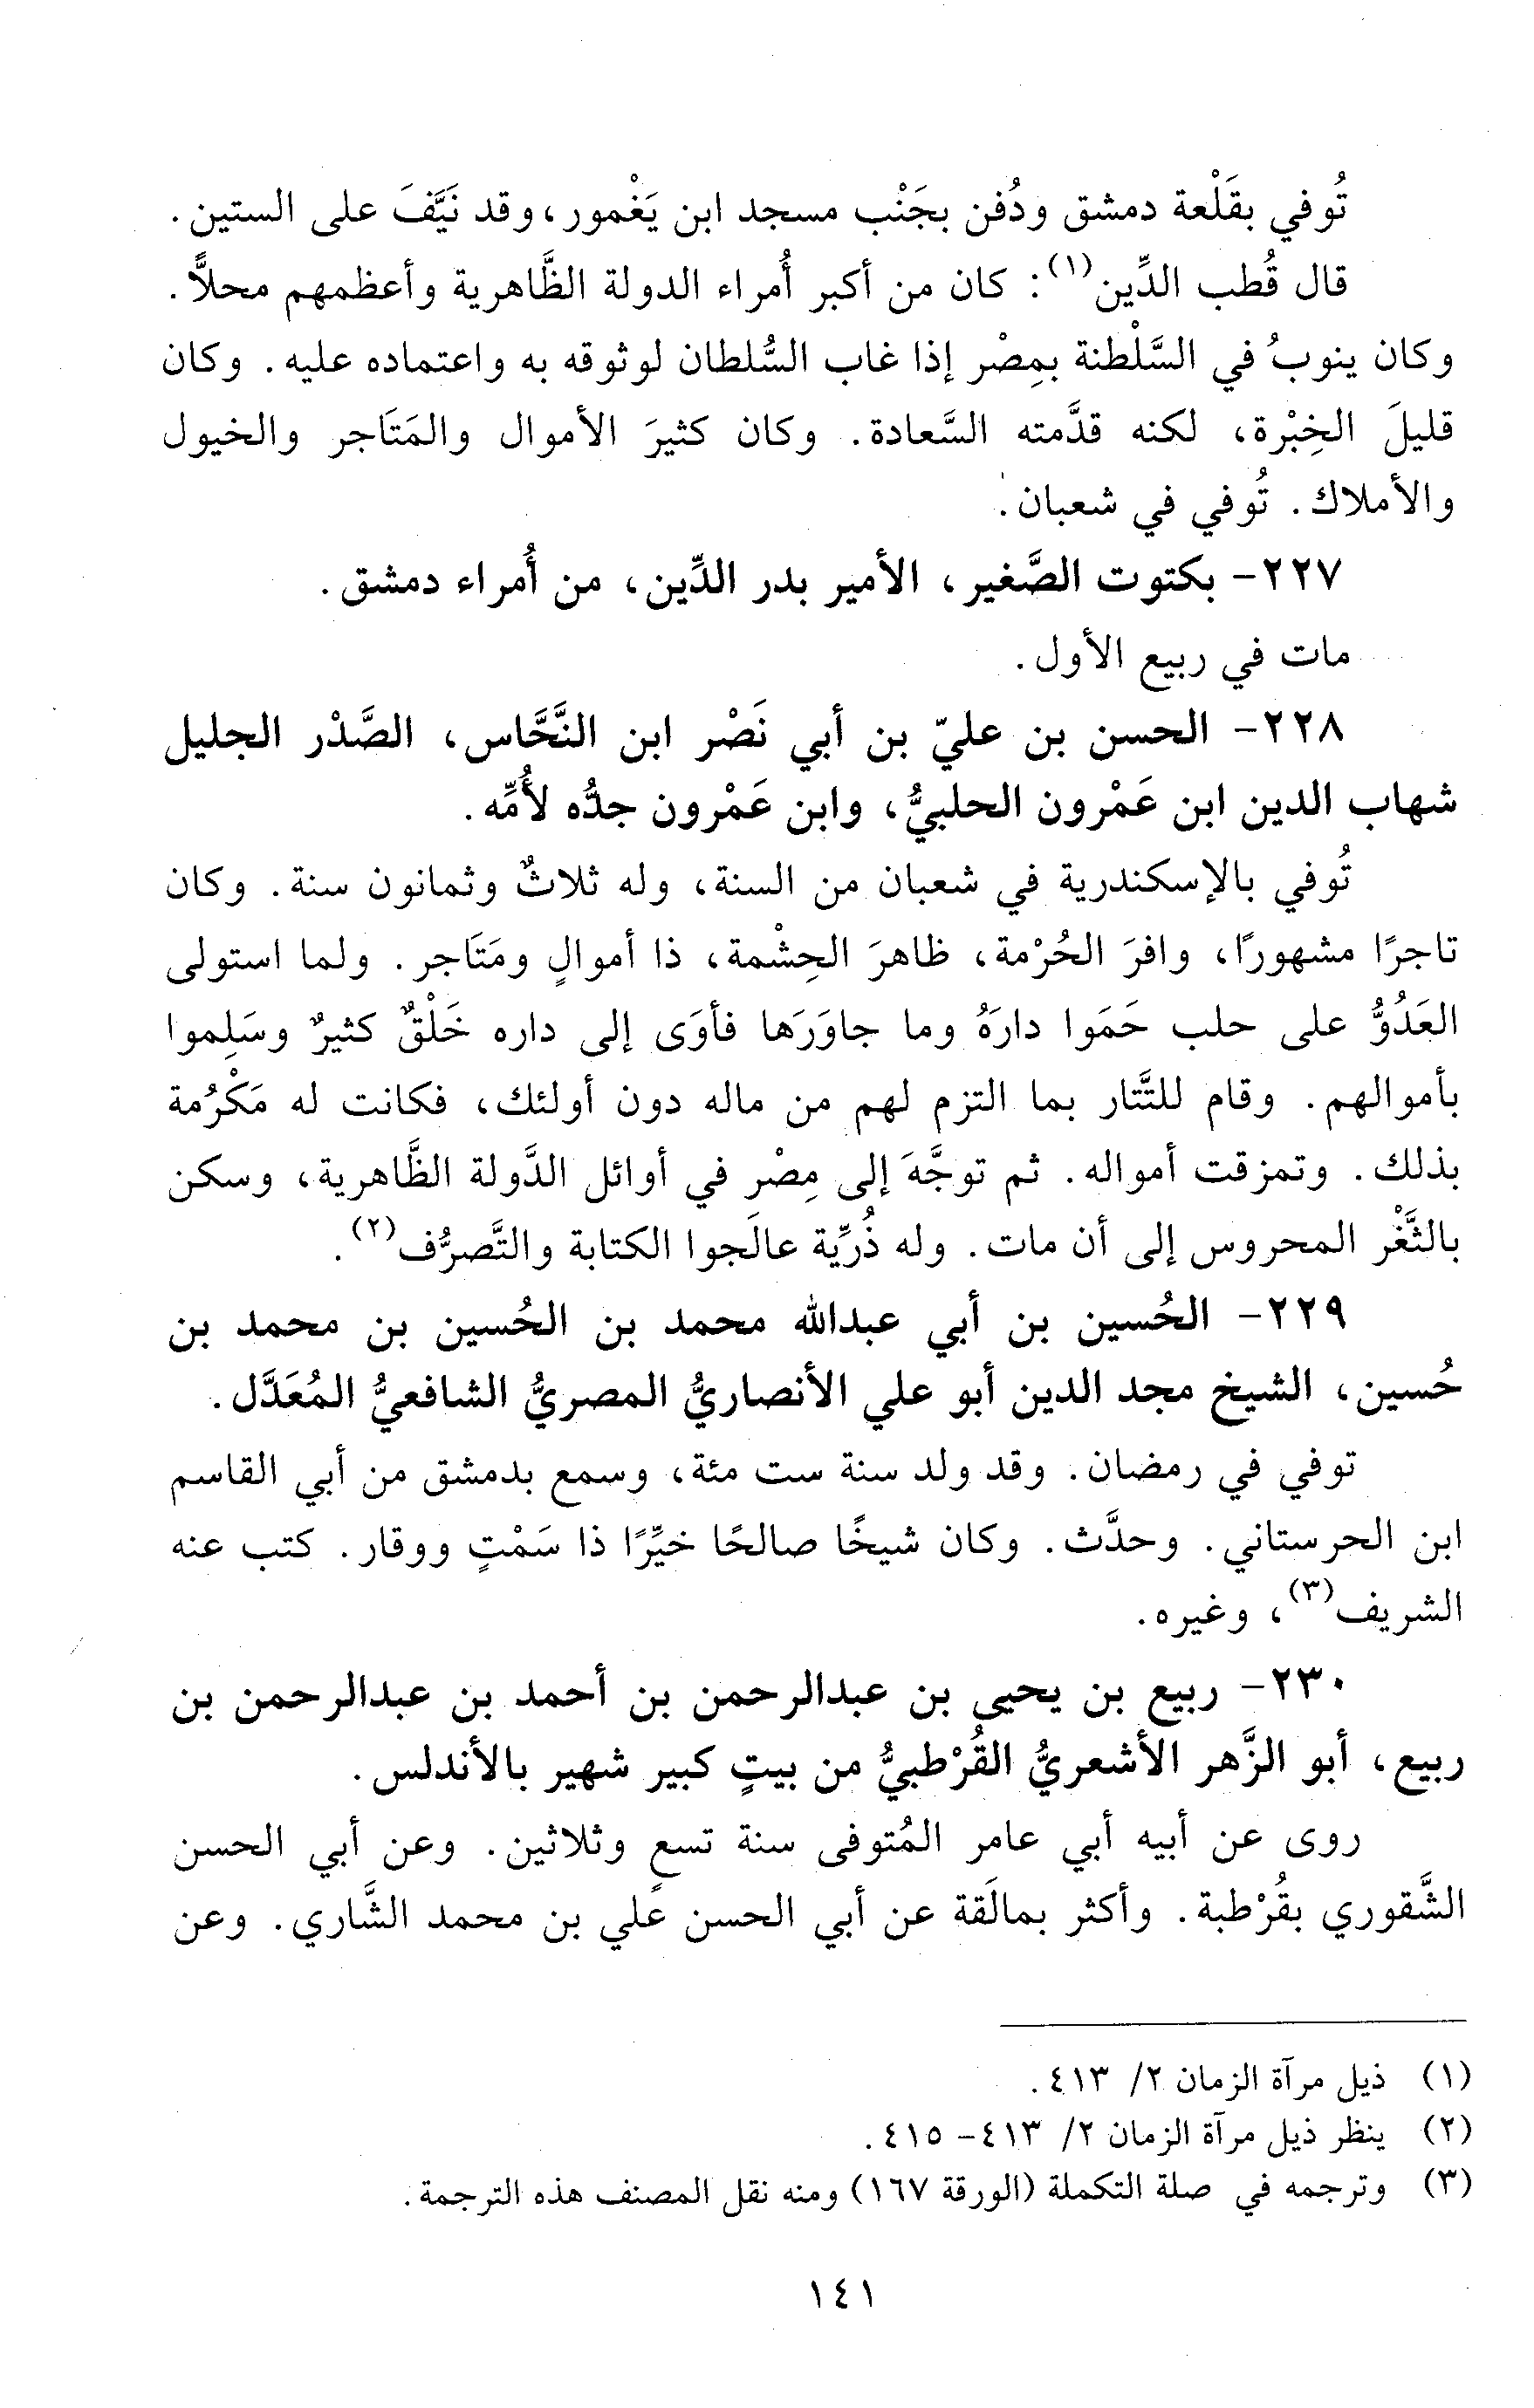 تُوفي بقَلْعة دمشق ودُفن بجَنْب مسجد ابن يَغْمور، وقد نَيَّفَ على الستين.
قال قُطب الدِّين(١): كان من أكبر أُمراء الدولة الظَّاهرية وأعظمهم محلاًّ.
وكان ينوبُ في السَّلْطنة بمِصْر إذا غاب السُّلطان لوثوقه به واعتماده عليه. وكان
قليلَ الخِبْرة، لكنه قدَّمته السَّعادة. وكان كثيرَ الأموال والمَتَاجر والخيول
والأملاك. تُوفي في شعبان.
٢٢٧- بكتوت الصَّغير، الأمير بدر الدِّين، من أُمراء دمشق.
مات في ربيع الأول.
٢٢٨- الحسن بن عليّ بن أبي نَصْر ابن النَّحَّاس، الصَّدْر الجليل
شهاب الدين ابن عَمْرون الحلبيُّ، وابن عَمْرون جدُّه لأُمِّه.
تُوفي بالإسكندرية في شعبان من السنة، وله ثلاثٌ وثمانون سنة. وكان
تاجرًا مشهورًا، وافرَ الحُرْمة، ظاهرَ الحِشْمة، ذا أموالٍ ومَتَاجر. ولما استولى
العَدُوُّ على حلب حَمَوا دارَهُ وما جاوَرَها فأوَى إلى داره خَلْقٌ كثيرٌ وسَلِموا
بأموالهم. وقام للتَّتار بما التزم لهم من ماله دون أولئك، فكانت له مَكْرُمة
بذلك. وتمزقت أمواله. ثم توجَّهَ إلى مِصْر في أوائل الدَّولة الظَّاهرية، وسكن
بالثَّغْر المحروس إلى أن مات. وله ذُرِّية عالَجوا الكتابة والتَّصرُّف(٢).
٢٢٩- الحُسين بن أبي عبدالله محمد بن الحُسين بن محمد بن
حُسين، الشيخ مجد الدين أبو علي الأنصاريُّ المصريُّ الشافعيُّ المُعَدَّل.
توفي في رمضان. وقد ولد سنة ست مئة، وسمع بدمشق من أبي القاسم
ابن الحرستاني. وحدَّث. وكان شيخًا صالحًا خيِّرًا ذا سَمْتٍ ووقار. كتب عنه
الشريف(٣)، وغيره.
٢٣٠- ربيع بن يحيى بن عبدالرحمن بن أحمد بن عبدالرحمن بن
ربيع، أبو الزَّهر الأشعريُّ القُرْطبيُّ من بيتٍ كبير شهير بالأندلس.
روى عن أبيه أبي عامر المُتوفى سنة تسعٍ وثلاثين. وعن أبي الحسن
الشَّقوري بقُرْطبة. وأكثر بمالَقة عن أبي الحسن علي بن محمد الشَّاري. وعن
(١) ذيل مرآة الزمان ٢/ ٤١٣.
(٢) ينظر ذيل مرآة الزمان ٢/ ٤١٣- ٤١٥.
(٣) وترجمه في صلة التكملة (الورقة ١٦٧) ومنه نقل المصنف هذه الترجمة.
١٤١